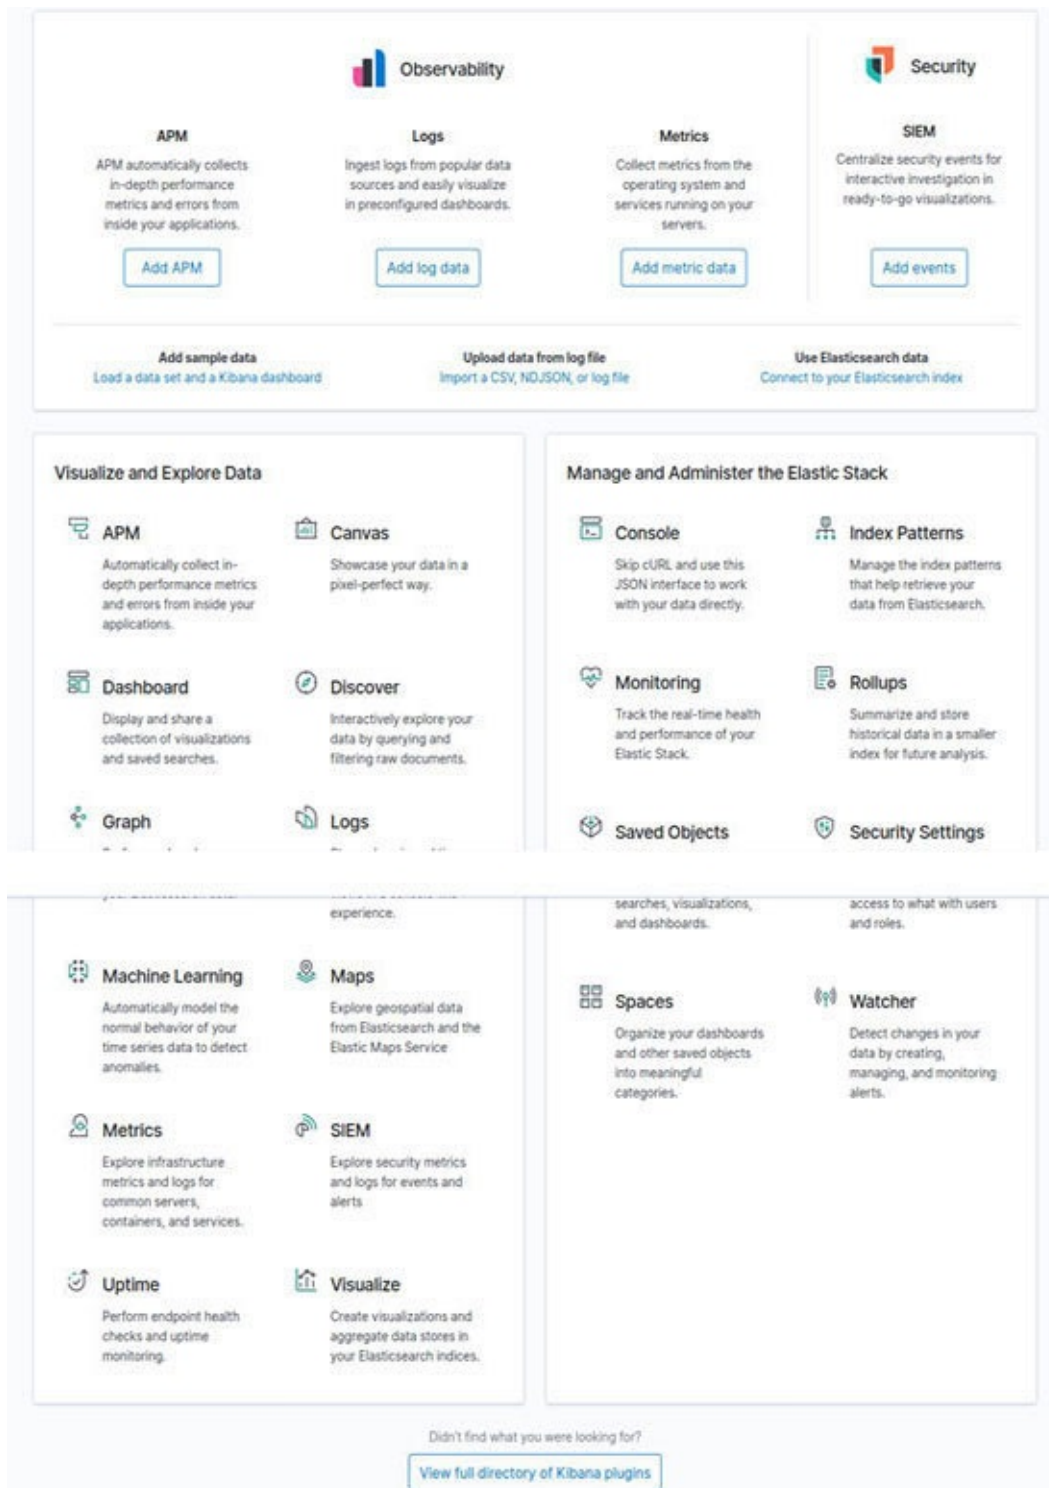 Observability
Security
APM
APM automatically collects
in-depth performance
metrics and errors from
inside your applications.
Add APM
Logs
Ingest logs from popular data
sources and easily visualize
in preconfigured dashboards.
Add log data
Metrics
Collect metrics from the
operating system and
services running on your
servers.
Add metric data
SIEM
Centralize security events for
interactive investigation in
ready-to-go visualizations.
Add events
Add sample data
Load a data set and a Kibana dashboard
Upload data from log file
Import a CSV, NDJSON, or log file
Use Elasticsearch data
Connect to your Elasticsearch index
Visualize and Explore Data
APM
Automatically collect in-
depth performance metrics
and errors from inside your
applications.
Canvas
Showcase your data in a
pixel-perfect way.
Dashboard
Display and share a
collection of visualizations
and saved searches.
Discover
Interactively explore your
data by querying and
filtering raw documents.
Graph
Logs
experience.
Machine Learning
Automatically model the
normal behavior of your
time series data to detect
anomalies.
Maps
Explore geospatial data
from Elasticsearch and the
Elastic Maps Service
Metrics
Explore infrastructure
metrics and logs for
common servers,
containers, and services.
SIEM
Explore security metrics
and logs for events and
alerts
Uptime
Perform endpoint health
checks and uptime
monitoring.
Visualize
Create visualizations and
aggregate data stores in
your Elasticsearch indices.
Manage and Administer the Elastic Stack
Console
Skip cURL and use this
JSON interface to work
with your data directly.
Index Patterns
Manage the index patterns
that help retrieve your
data from Elasticsearch.
Monitoring
Track the real-time health
and performance of your
Elastic Stack.
Rollups
Summarize and store
historical data in a smaller
index for future analysis.
Saved Objects
searches, visualizations,
and dashboards.
Security Settings
access to what with users
and roles.
Spaces
Organize your dashboards
and other saved objects
into meaningful
categories.
Watcher
Detect changes in your
data by creating,
managing, and monitoring
alerts.
Didn't find what you were looking for?
View full directory of Kibana plugins